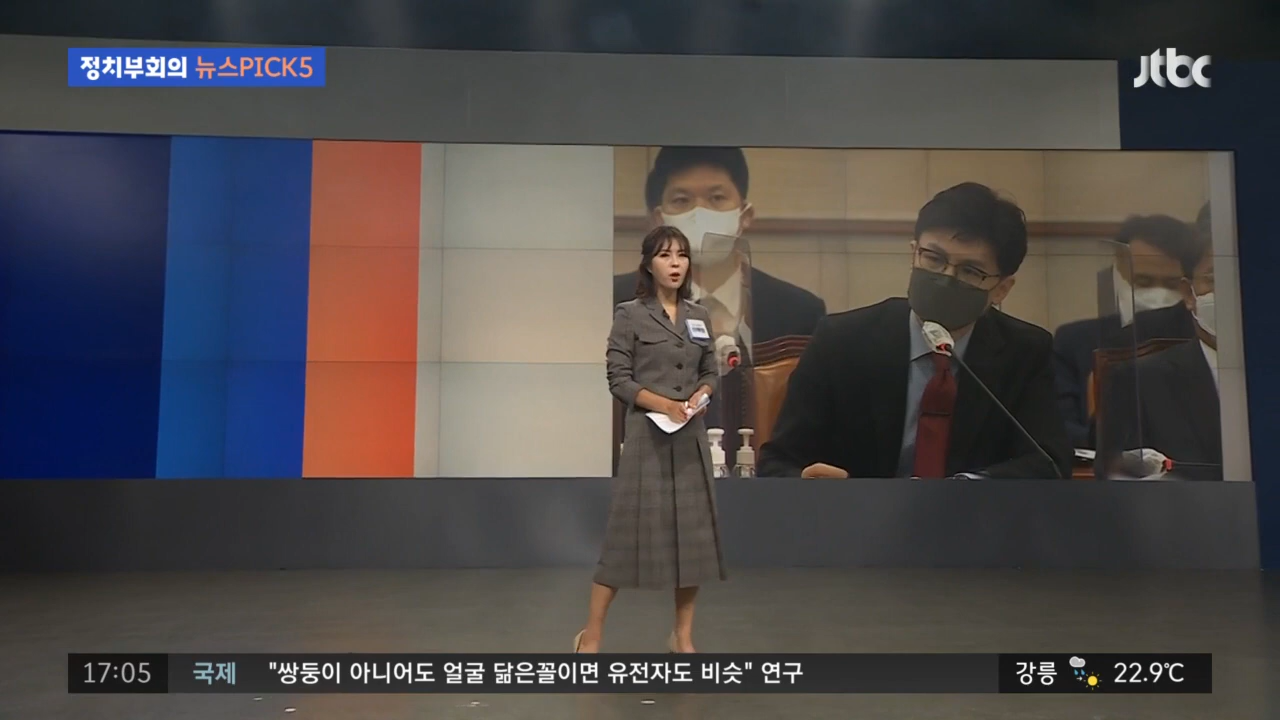 정치부회의 뉴스PICK5
jtbc
17:05 국제 "쌍둥이 아니어도 얼굴 닮은꼴이면 유전자도 비슷" 연구 강릉 22.9℃